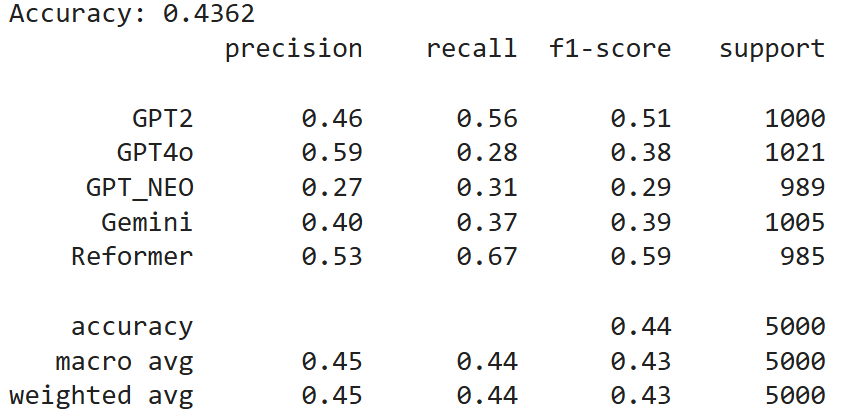 Accuracy: 0.4362
precision recall f1-score support
GPT2 0.46 0.56 0.51 1000
GPT4o 0.59 0.28 0.38 1021
GPT_NEO 0.27 0.31 0.29 989
Gemini 0.40 0.37 0.39 1005
Reformer 0.53 0.67 0.59 985
accuracy 0.44 5000
macro avg 0.45 0.44 0.43 5000
weighted avg 0.45 0.44 0.43 5000